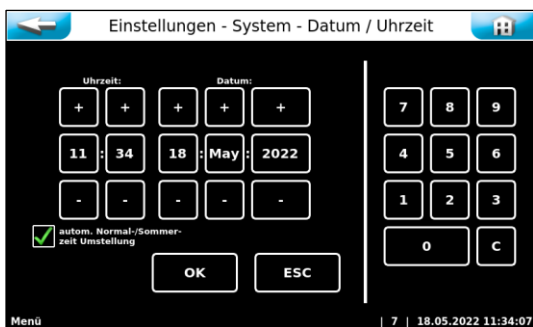 Einstellungen - System - Datum / Uhrzeit
Uhrzeit: Datum:
+ + + + +
11 : 34 18 : May : 2022
- - - - -
autom. Normal-/Sommer-
zeit Umstellung
OK ESC
7 8 9
4 5 6
1 2 3
0 C
Menü | 7 | 18.05.2022 11:34:07